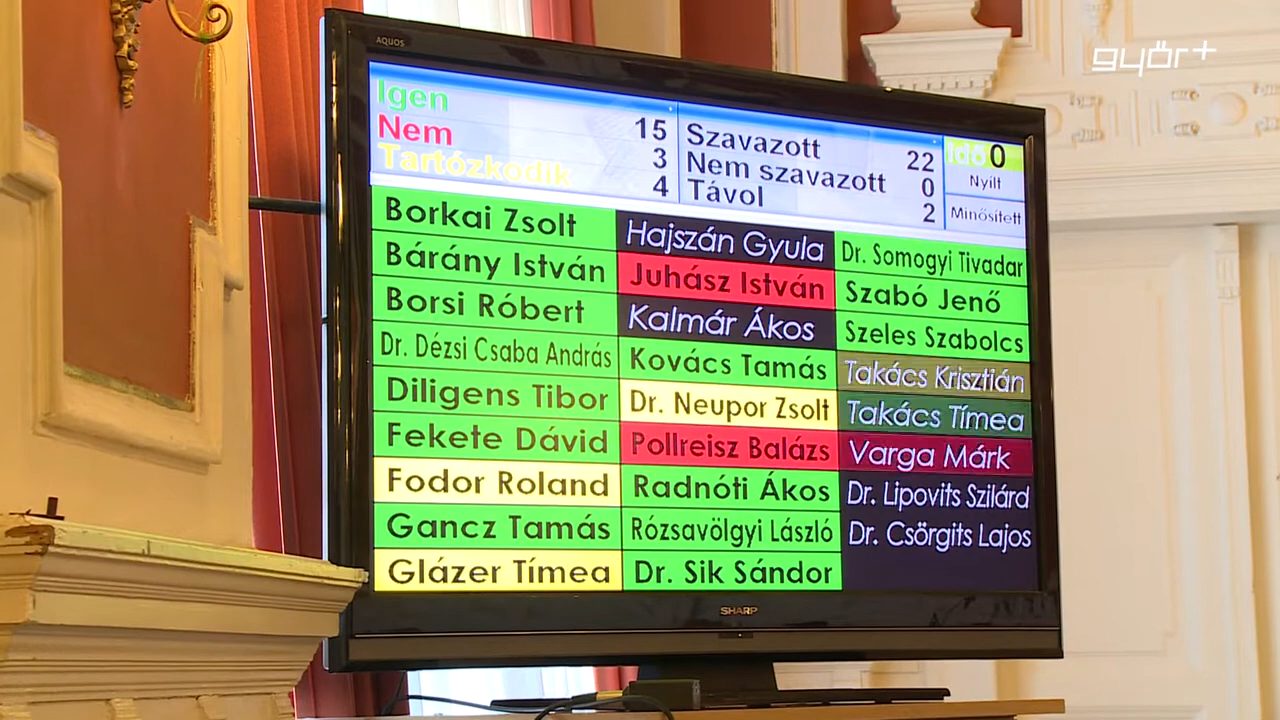 AQUOS
győr+
Igen 15
Nem 3
Tartózkodik 4
Szavazott 22
Nem szavazott 0
Távol 2
Idő 0
Nyílt
Minősített
Borkai Zsolt
Bárány István
Borsi Róbert
Dr. Dézsi Csaba András
Diligens Tibor
Fekete Dávid
Fodor Roland
Gancz Tamás
Glázer Tímea
Hajszán Gyula
Juhász István
Kalmár Ákos
Kovács Tamás
Dr. Neupor Zsolt
Pollreisz Balázs
Radnóti Ákos
Rózsavölgyi László
Dr. Sik Sándor
Dr. Somogyi Tivadar
Szabó Jenő
Szeles Szabolcs
Takács Krisztián
Takács Tímea
Varga Márk
Dr. Lipovits Szilárd
Dr. Csörgits Lajos
SHARP